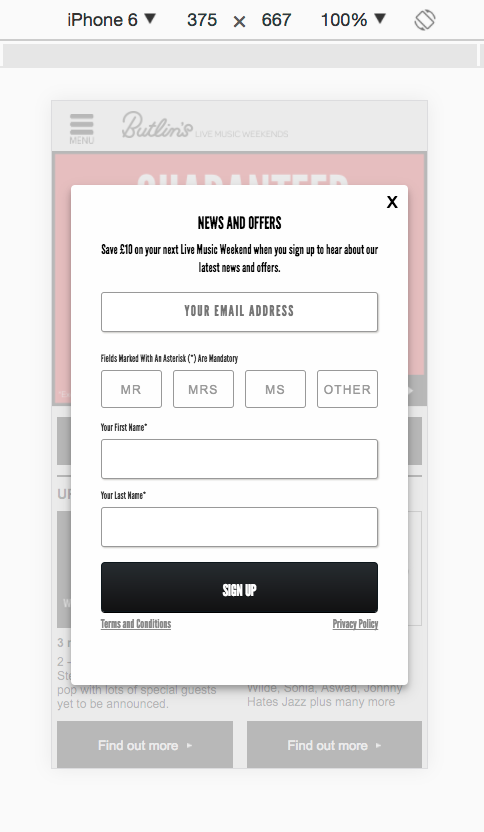 iPhone 6 ▼ 375 × 667 100% ▼
MENU
Butlin's LIVE MUSIC WEEKENDS
GUARANTEED
X
NEWS AND OFFERS
Save £10 on your next Live Music Weekend when you sign up to hear about our
latest news and offers.
YOUR EMAIL ADDRESS
Fields Marked With An Asterisk (*) Are Mandatory
MR MRS MS OTHER
Your First Name*
Your Last Name*
SIGN UP
Terms and Conditions Privacy Policy
pop with lots of special guests
yet to be announced.
Wilde, Sonia, Aswad, Johnny
Hates Jazz plus many more
Find out more ▸ Find out more ▸